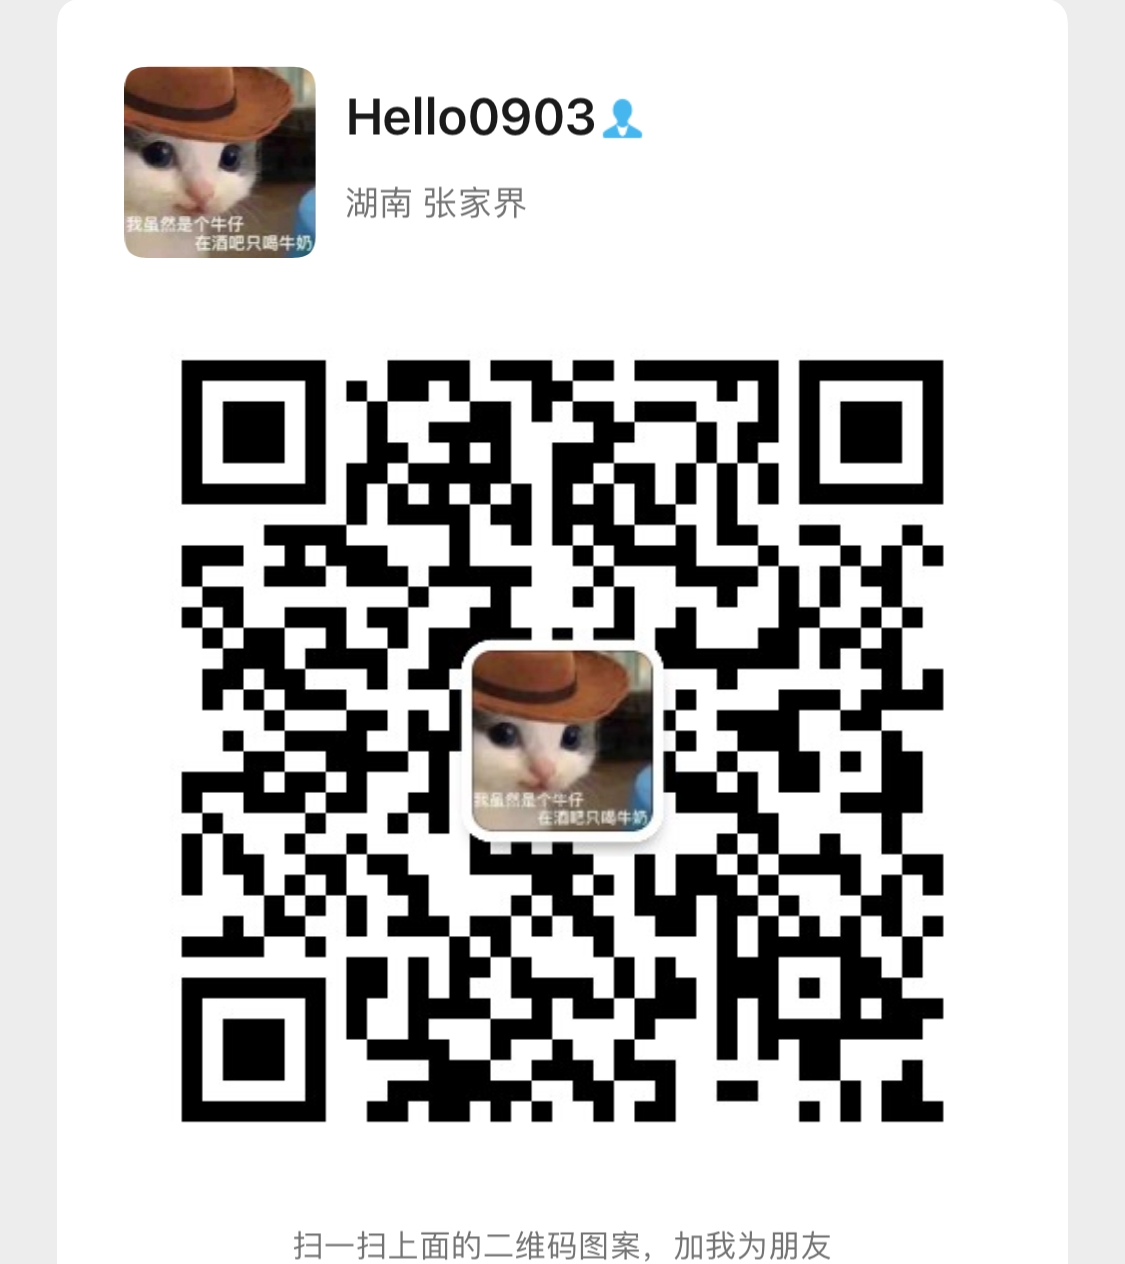 Hello0903
湖南 张家界
我虽然是个牛仔
在酒吧只喝牛奶
我虽然是个牛仔
在酒吧只喝牛奶
扫一扫上面的二维码图案，加我为朋友